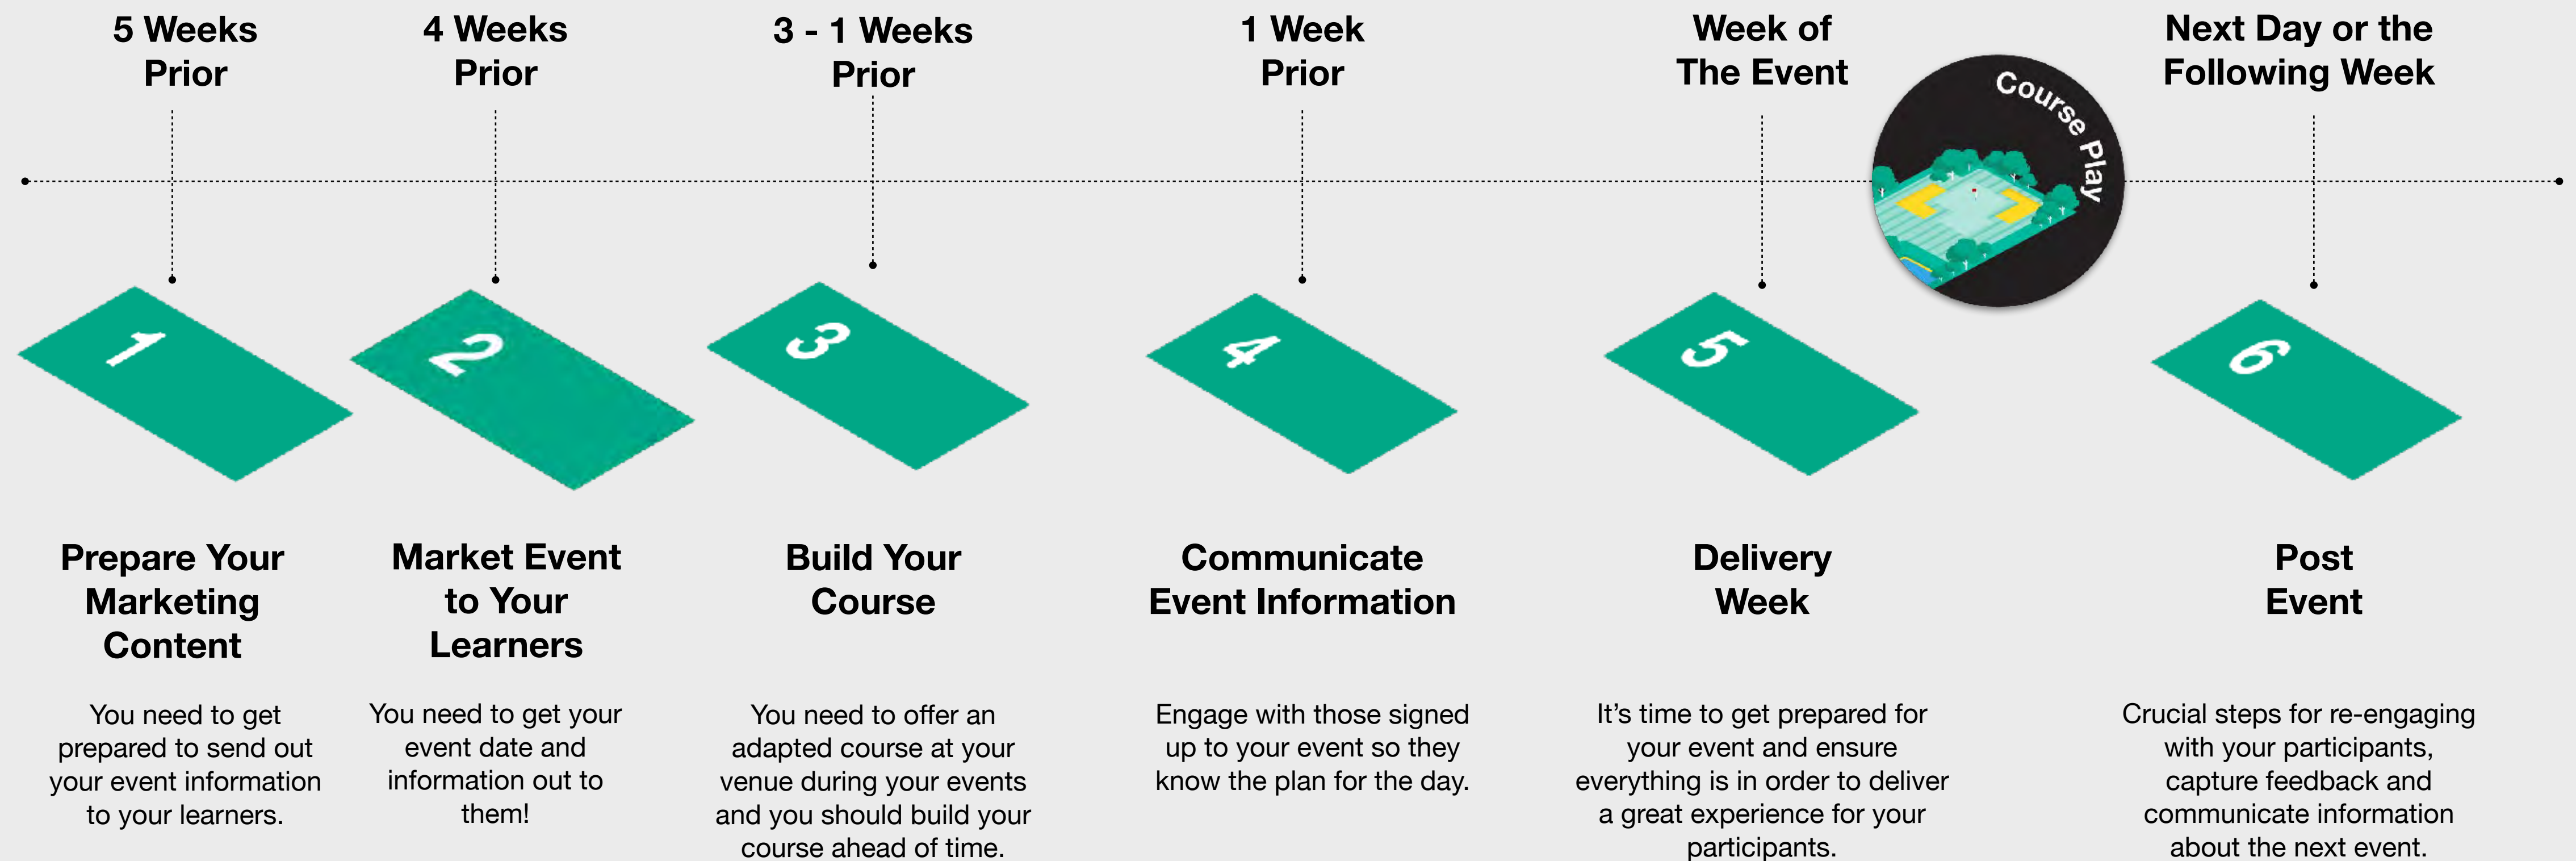 5 Weeks
Prior
4 Weeks
Prior
3 - 1 Weeks
Prior
1 Week
Prior
Week of
The Event
Course Play
Next Day or the
Following Week
1
2
3
4
5
6
Prepare Your
Marketing
Content
You need to get
prepared to send out
your event information
to your learners.
Market Event
to Your
Learners
You need to get your
event date and
information out to
them!
Build Your
Course
You need to offer an
adapted course at your
venue during your events
and you should build your
course ahead of time.
Communicate
Event Information
Engage with those signed
up to your event so they
know the plan for the day.
Delivery
Week
It’s time to get prepared for
your event and ensure
everything is in order to deliver
a great experience for your
participants.
Post
Event
Crucial steps for re-engaging
with your participants,
capture feedback and
communicate information
about the next event.